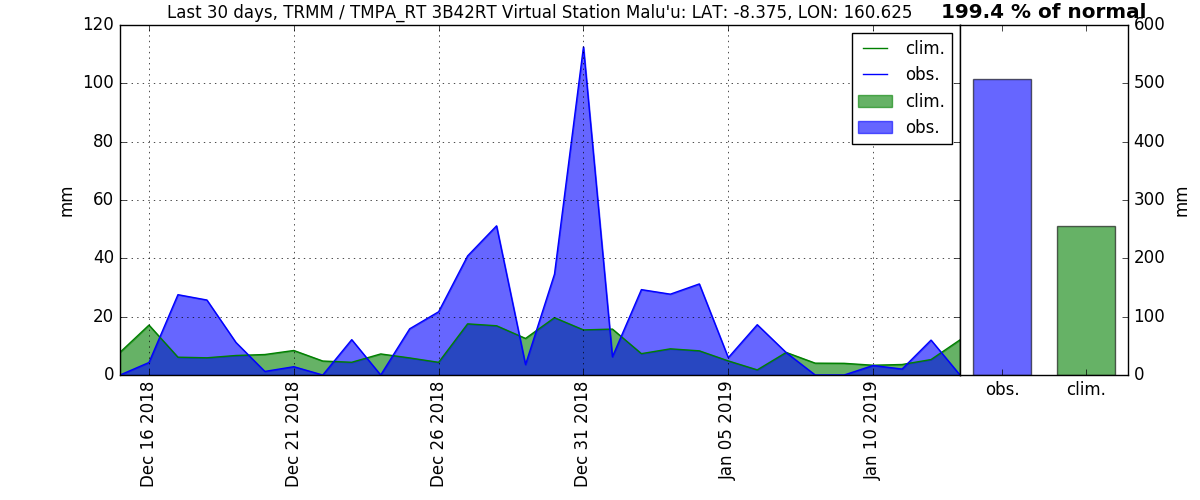 Last 30 days, TRMM / TMPA_RT 3B42RT Virtual Station Malu'u: LAT: -8.375, LON: 160.625
199.4 % of normal
120
100
80
60
40
20
0
mm
clim.
obs.
clim.
obs.
Dec 16 2018
Dec 21 2018
Dec 26 2018
Dec 31 2018
Jan 05 2019
Jan 10 2019
600
500
400
300
200
100
0
mm
obs.
clim.